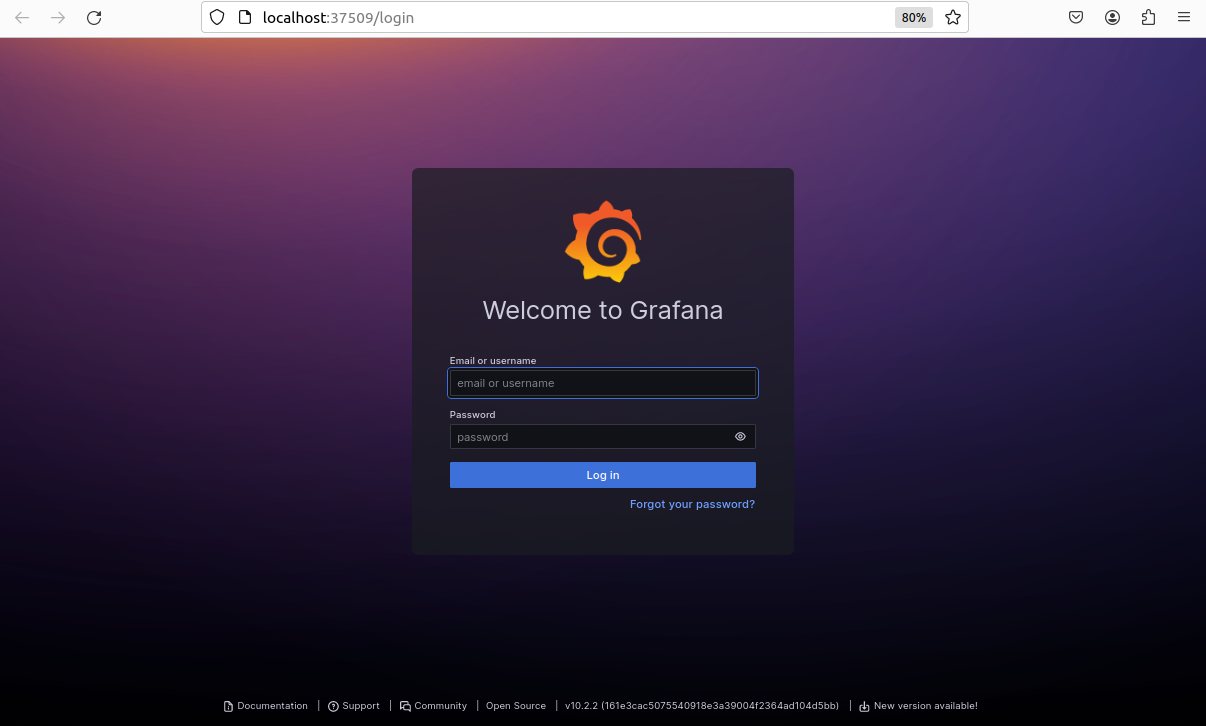 localhost:37509/login
80%
Welcome to Grafana
Email or username
email or username
Password
password
Log in
Forgot your password?
Documentation | Support | Community | Open Source | v10.2.2 (161e3cac5075540918e3a39004f2364ad104d5bb) | New version available!